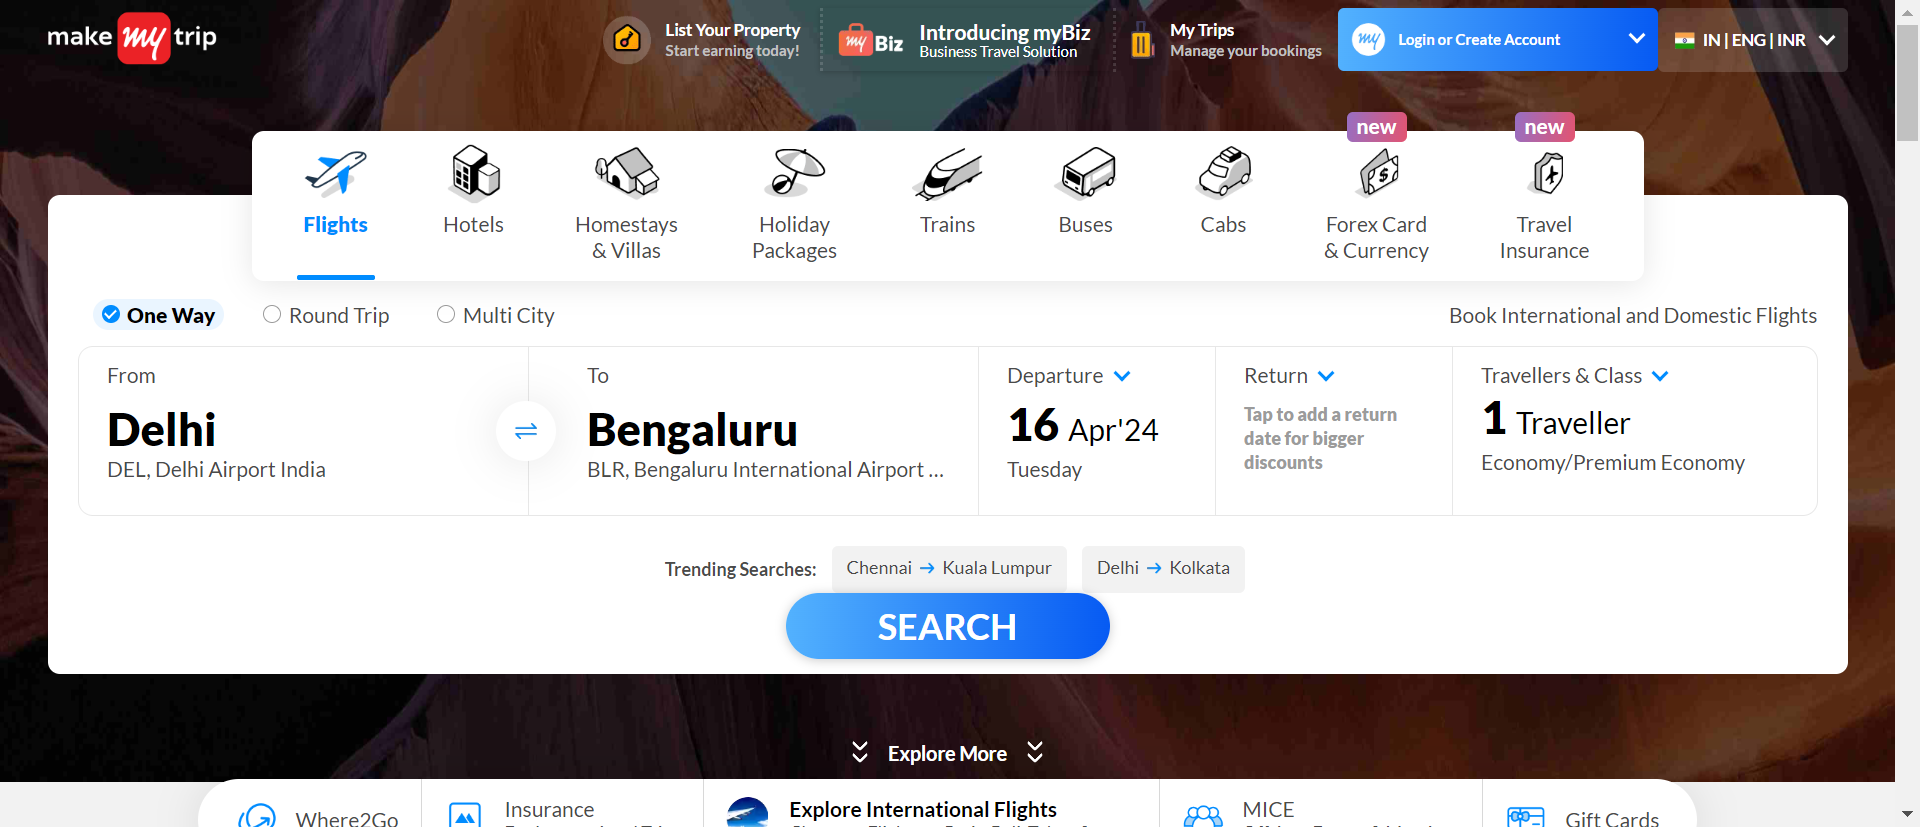 make my trip
List Your Property
Start earning today!
my Biz
Introducing myBiz
Business Travel Solution
My Trips
Manage your bookings
my
Login or Create Account
IN | ENG | INR
new
new
Flights
Hotels
Homestays
& Villas
Holiday
Packages
Trains
Buses
Cabs
Forex Card
& Currency
Travel
Insurance
One Way
Round Trip
Multi City
Book International and Domestic Flights
From
Delhi
DEL, Delhi Airport India
To
Bengaluru
BLR, Bengaluru International Airport ...
Departure
16 Apr'24
Tuesday
Return
Tap to add a return
date for bigger
discounts
Travellers & Class
1 Traveller
Economy/Premium Economy
Trending Searches:
Chennai → Kuala Lumpur
Delhi → Kolkata
SEARCH
Explore More
Where2Go
Insurance
Explore International Flights
MICE
Gift Cards